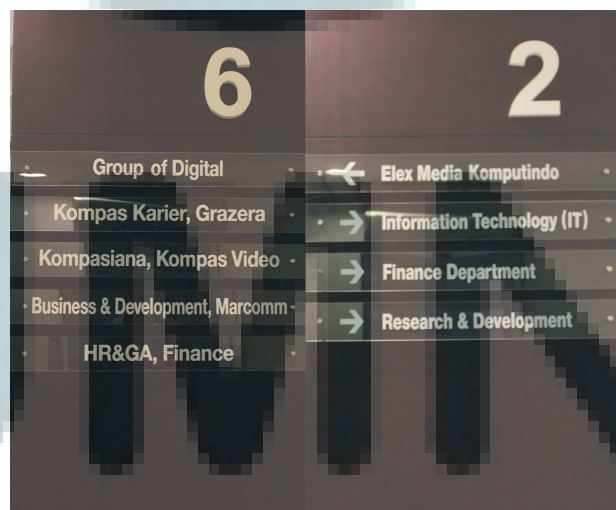 6
Group of Digital
Kompas Karier, Grazera
Kompasiana, Kompas Video
Business & Development, Marcomm
HR&GA, Finance
2
Elex Media Komputindo
Information Technology (IT)
Finance Department
Research & Development